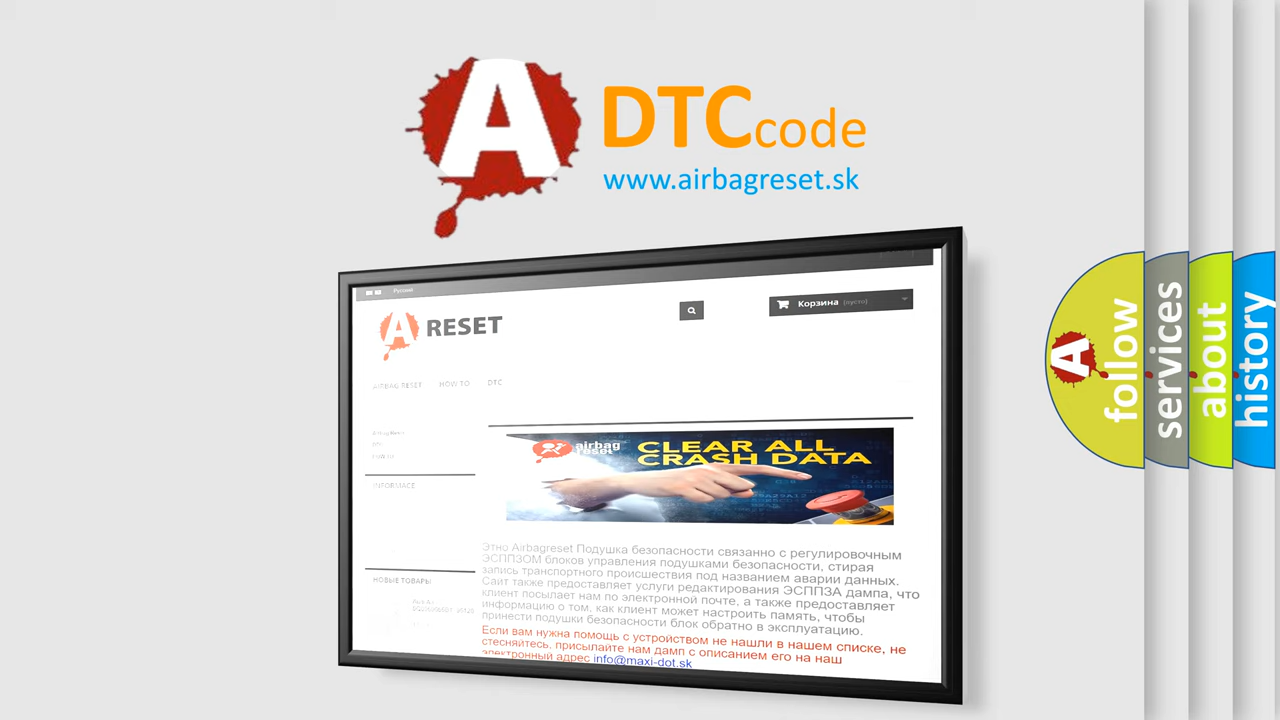 A
DTCcode
www.airbagreset.sk
Русский
A RESET
Корзина (пусто)
AIRBAG RESET HOW TO DTC
INFORMACE
airbag
reset
CLEAR ALL
CRASH DATA
Этно Airbagreset Подушка безопасности связанно с регулировочным
ЭСППЗОМ блоков управления подушками безопасности, стирая
запись транспортного происшествия под названием аварии данных.
Сайт также предоставляет услуги редактирования ЭСППЗА дампа, что
клиент посылает нам по электронной почте, а также предоставляет
информацию о том, как клиент может настроить память, чтобы
принести подушки безопасности блок обратно в эксплуатацию.
Если вам нужна помощь с устройством не нашли в нашем списке, не
стесняйтесь, присылайте нам дамп с описанием его на наш
электронный адрес info@maxi-dot.sk
НОВЫЕ ТОВАРЫ
A
follow
services
about
history